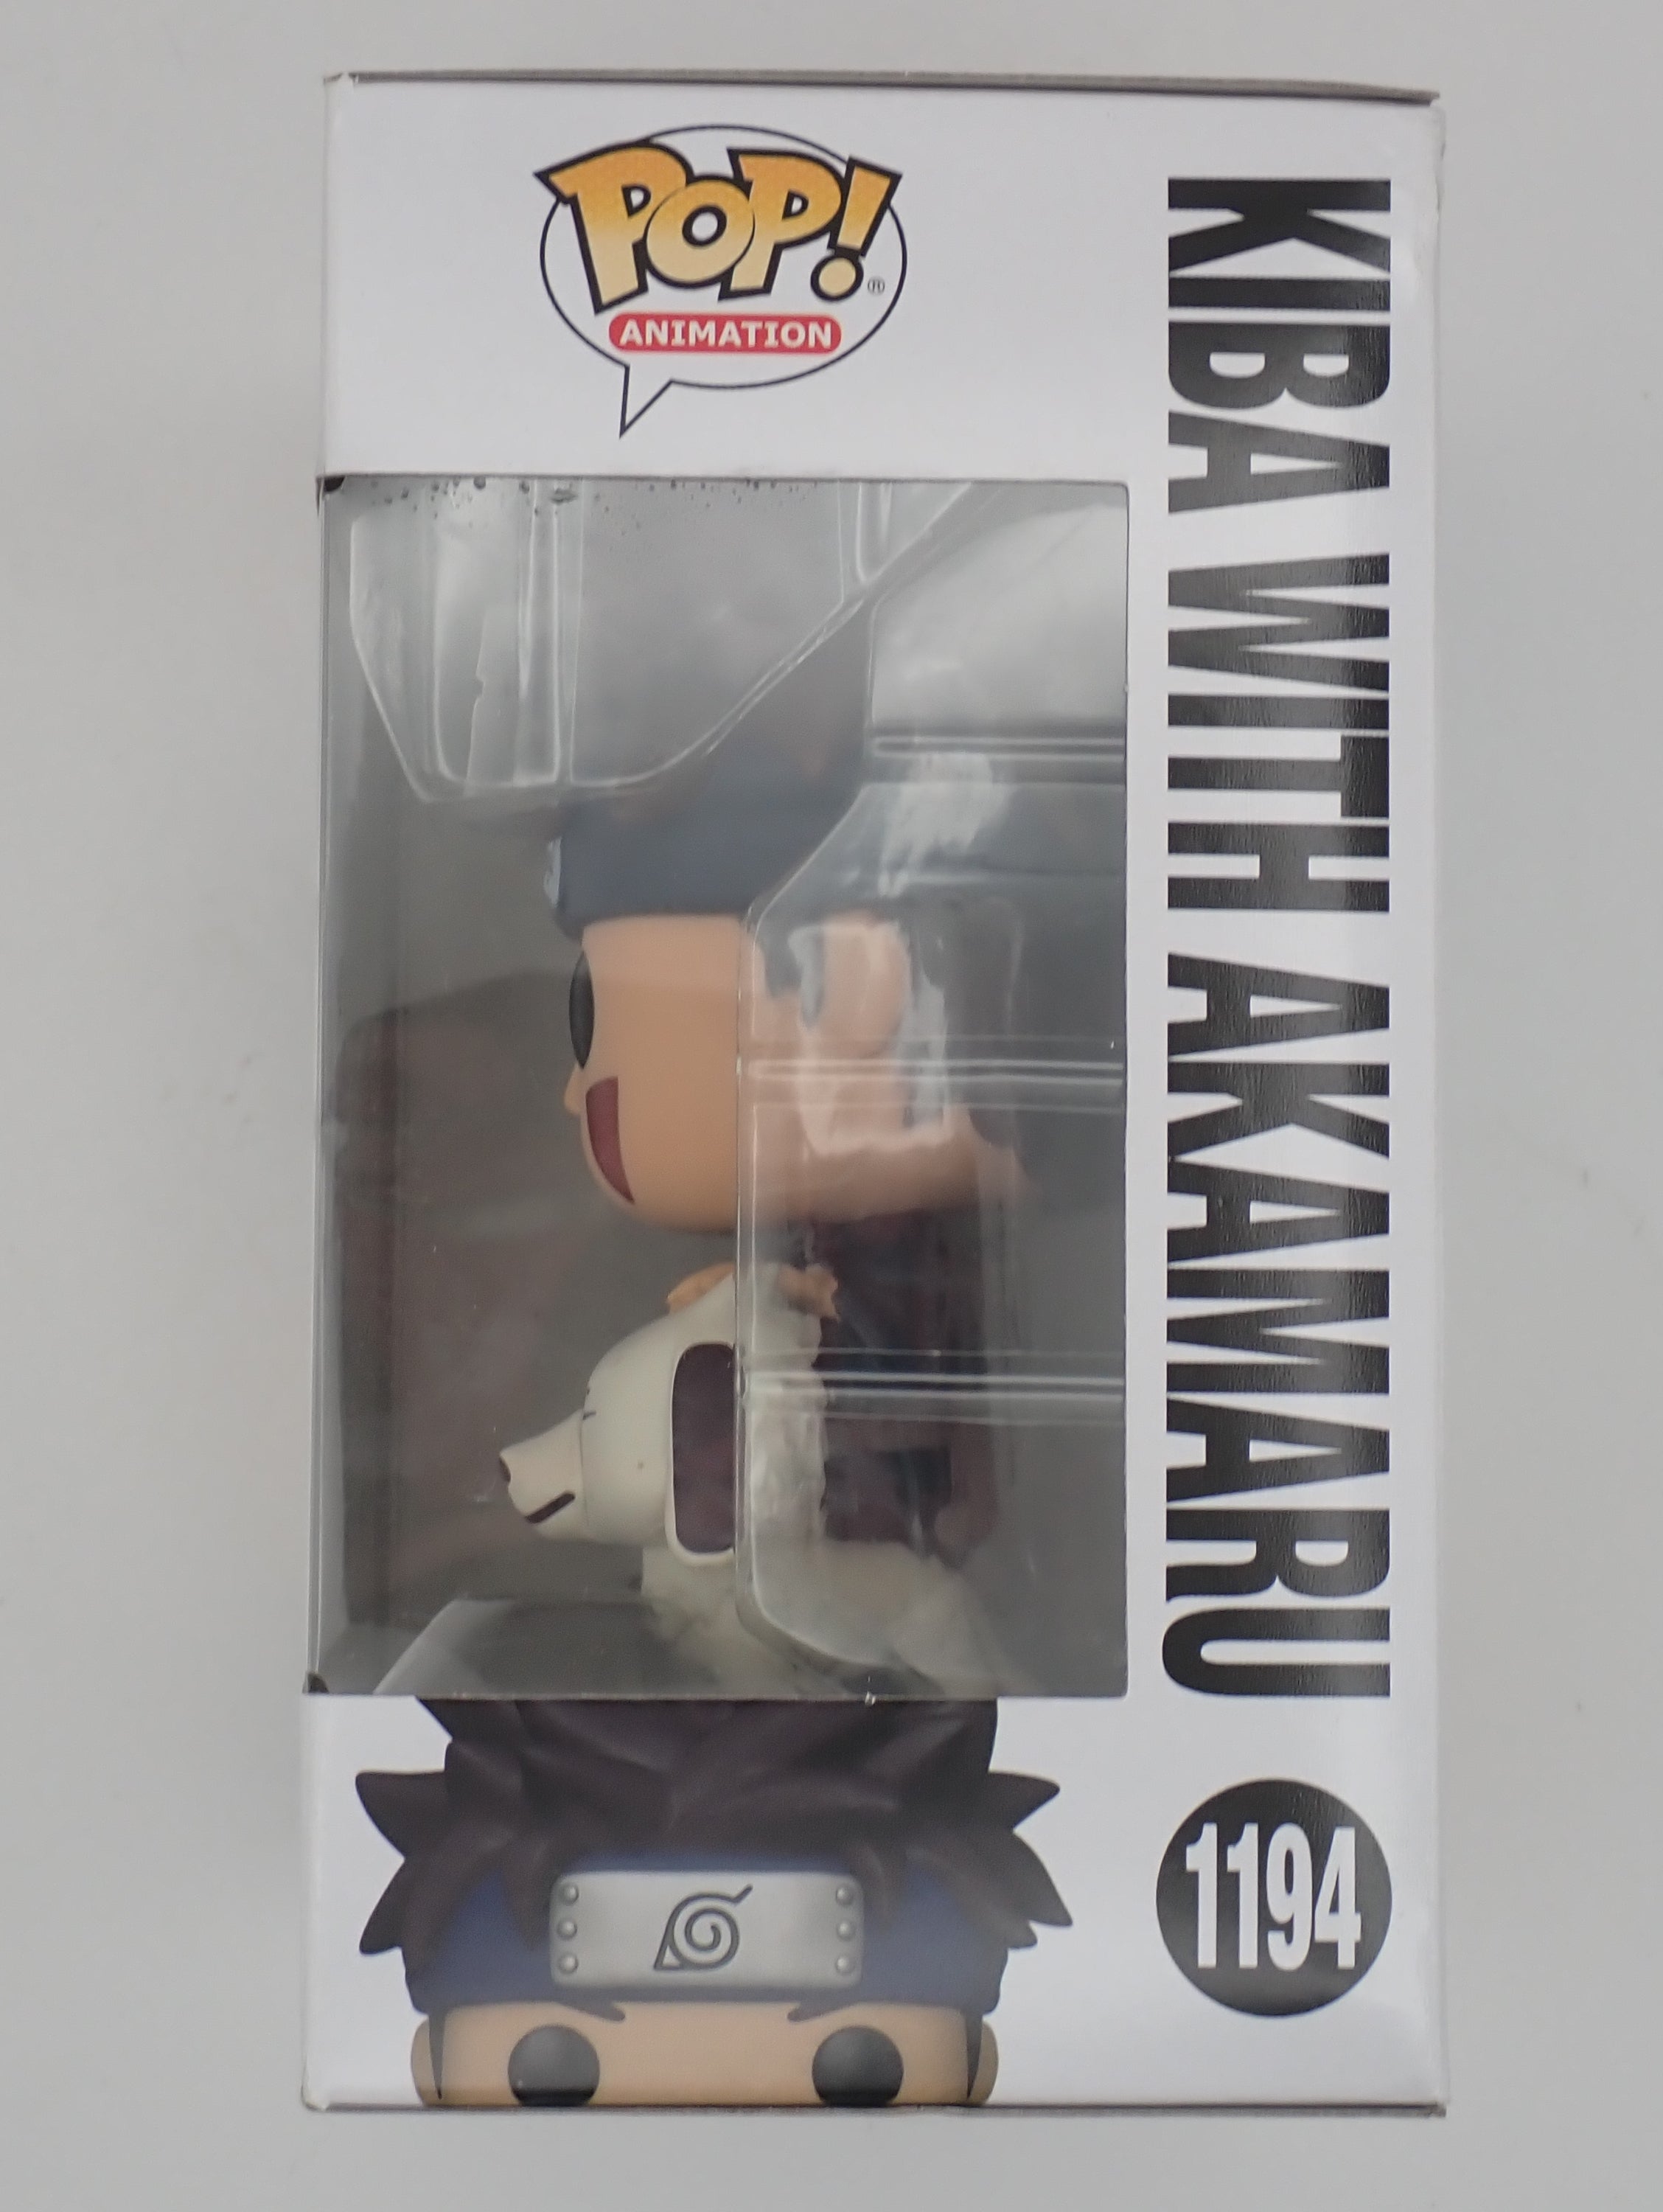 POP!
®
ANIMATION
KIBA WITH AKAMARU
1194